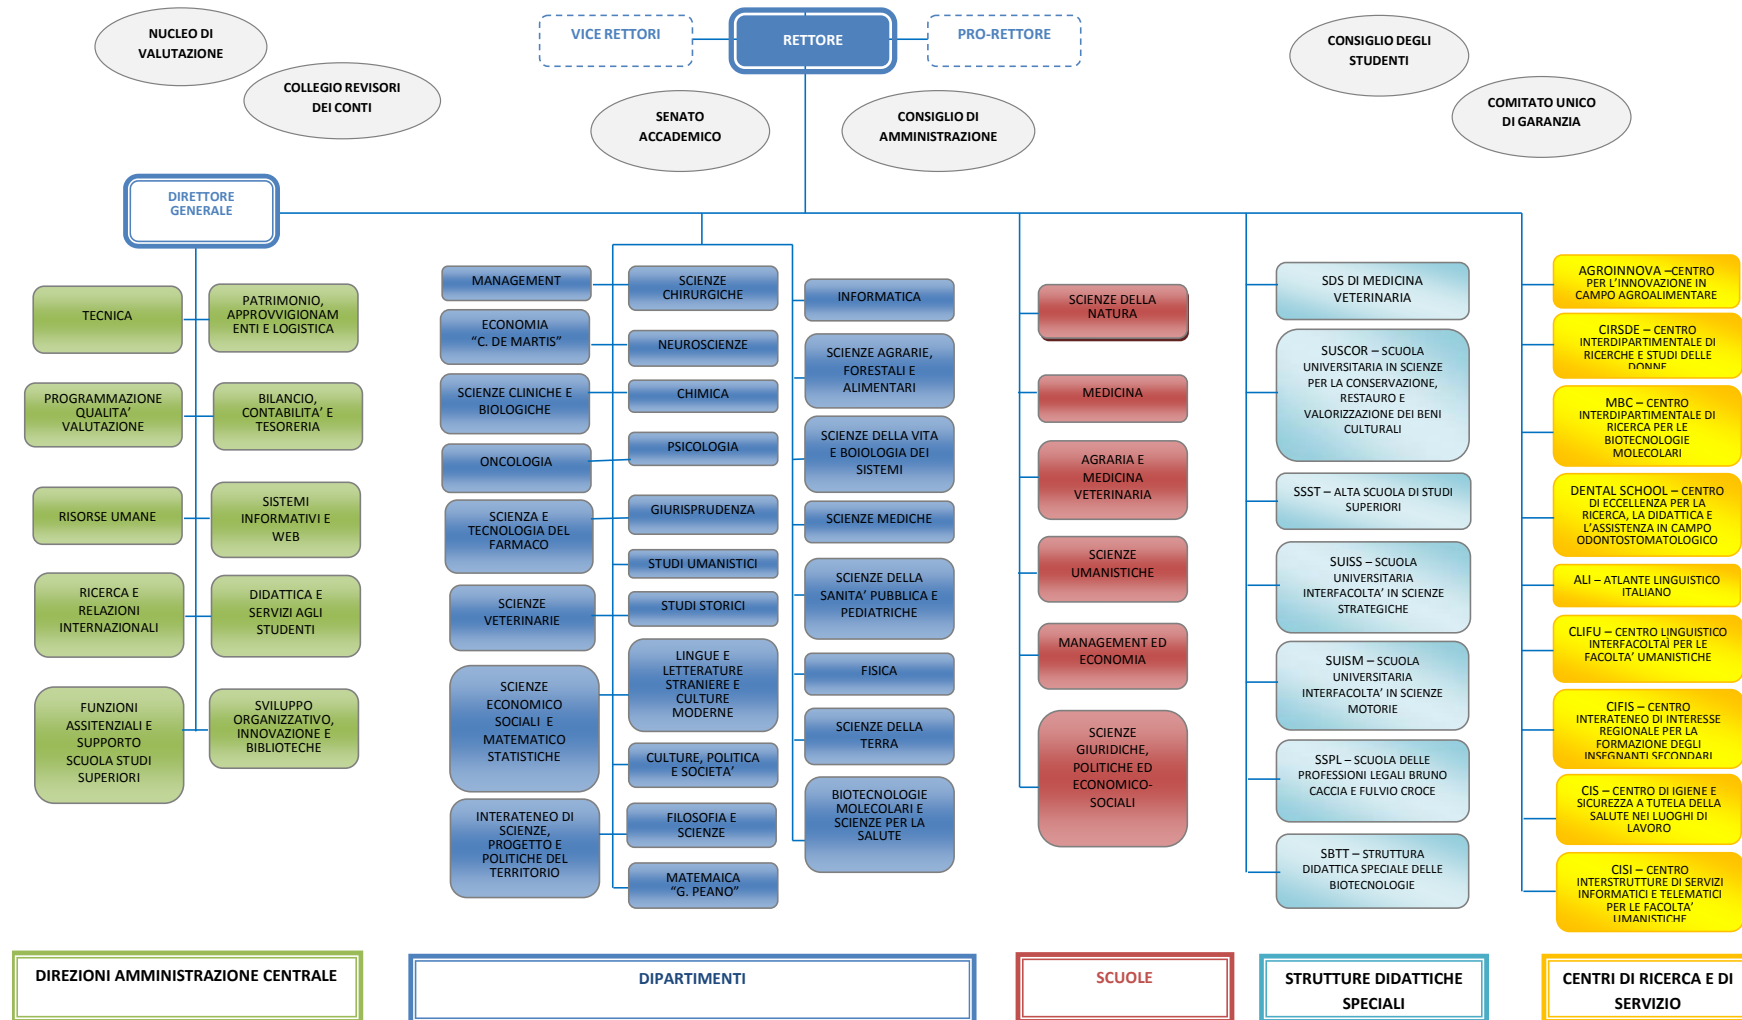 NUCLEO DI
VALUTAZIONE
COLLEGIO REVISORI
DEI CONTI
VICE RETTORI
RETTORE
PRO-RETTORE
SENATO
ACCADEMICO
CONSIGLIO DI
AMMINISTRAZIONE
CONSIGLIO DEGLI
STUDENTI
COMITATO UNICO
DI GARANZIA
DIRETTORE
GENERALE
TECNICA
PATRIMONIO,
APPROVVIGIONAM
ENTI E LOGISTICA
PROGRAMMAZIONE
QUALITA’
VALUTAZIONE
BILANCIO,
CONTABILITA’ E
TESORERIA
RISORSE UMANE
SISTEMI
INFORMATIVI E
WEB
RICERCA E
RELAZIONI
INTERNAZIONALI
DIDATTICA E
SERVIZI AGLI
STUDENTI
FUNZIONI
ASSITENZIALI E
SUPPORTO
SCUOLA STUDI
SUPERIORI
SVILUPPO
ORGANIZZATIVO,
INNOVAZIONE E
BIBLIOTECHE
MANAGEMENT
ECONOMIA
“C. DE MARTIS”
SCIENZE CLINICHE E
BIOLOGICHE
ONCOLOGIA
SCIENZA E
TECNOLOGIA DEL
FARMACO
SCIENZE
VETERINARIE
SCIENZE
ECONOMICO
SOCIALI E
MATEMATICO
STATISTICHE
INTERATENEO DI
SCIENZE,
PROGETTO E
POLITICHE DEL
TERRITORIO
SCIENZE
CHIRURGICHE
NEUROSCIENZE
CHIMICA
PSICOLOGIA
GIURISPRUDENZA
STUDI UMANISTICI
STUDI STORICI
LINGUE E
LETTERATURE
STRANIERE E
CULTURE
MODERNE
CULTURE, POLITICA
E SOCIETA’
FILOSOFIA E
SCIENZE
MATEMAICA
“G. PEANO”
INFORMATICA
SCIENZE AGRARIE,
FORESTALI E
ALIMENTARI
SCIENZE DELLA VITA
E BOIOLOGIA DEI
SISTEMI
SCIENZE MEDICHE
SCIENZE DELLA
SANITA’ PUBBLICA E
PEDIATRICHE
FISICA
SCIENZE DELLA
TERRA
BIOTECNOLOGIE
MOLECOLARI E
SCIENZE PER LA
SALUTE
SCIENZE DELLA
NATURA
MEDICINA
AGRARIA E
MEDICINA
VETERINARIA
SCIENZE
UMANISTICHE
MANAGEMENT ED
ECONOMIA
SCIENZE
GIURIDICHE,
POLITICHE ED
ECONOMICO-
SOCIALI
SDS DI MEDICINA
VETERINARIA
SUSCOR – SCUOLA
UNIVERSITARIA IN SCIENZE
PER LA CONSERVAZIONE,
RESTAURO E
VALORIZZAZIONE DEI BENI
CULTURALI
SSST – ALTA SCUOLA DI STUDI
SUPERIORI
SUISS – SCUOLA
UNIVERSITARIA
INTERFACOLTA’ IN SCIENZE
STRATEGICHE
SUISM – SCUOLA
UNIVERSITARIA
INTERFACOLTA’ IN SCIENZE
MOTORIE
SSPL – SCUOLA DELLE
PROFESSIONI LEGALI BRUNO
CACCIA E FULVIO CROCE
SBTT – STRUTTURA
DIDATTICA SPECIALE DELLE
BIOTECNOLOGIE
AGROINNOVA –CENTRO
PER L’INNOVAZIONE IN
CAMPO AGROALIMENTARE
CIRSDE – CENTRO
INTERDIPARTIMENTALE DI
RICERCHE E STUDI DELLE
DONNE
MBC – CENTRO
INTERDIPARTIMENTALE DI
RICERCA PER LE
BIOTECNOLOGIE
MOLECOLARI
DENTAL SCHOOL – CENTRO
DI ECCELLENZA PER LA
RICERCA, LA DIDATTICA E
L’ASSISTENZA IN CAMPO
ODONTOSTOMATOLOGICO
ALI – ATLANTE LINGUISTICO
ITALIANO
CLIFU – CENTRO LINGUISTICO
INTERFACOLTÀÌ PER LE
FACOLTA’ UMANISTICHE
CIFIS – CENTRO
INTERATENEO DI INTERESSE
REGIONALE PER LA
FORMAZIONE DEGLI
INSEGNANTI SECONDARI
CIS – CENTRO DI IGIENE E
SICUREZZA A TUTELA DELLA
SALUTE NEI LUOGHI DI
LAVORO
CISI – CENTRO
INTERSTRUTTURE DI SERVIZI
INFORMATICI E TELEMATICI
PER LE FACOLTA’
UMANISTICHE
DIREZIONI AMMINISTRAZIONE CENTRALE
DIPARTIMENTI
SCUOLE
STRUTTURE DIDATTICHE
SPECIALI
CENTRI DI RICERCA E DI
SERVIZIO